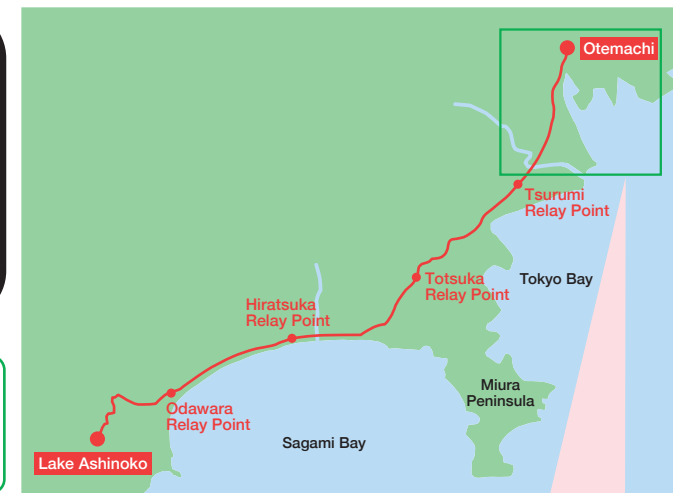 Otemachi
Tsurumi
Relay Point
Totsuka
Relay Point
Tokyo Bay
Hiratsuka
Relay Point
Miura
Peninsula
Odawara
Relay Point
Sagami Bay
Lake Ashinoko